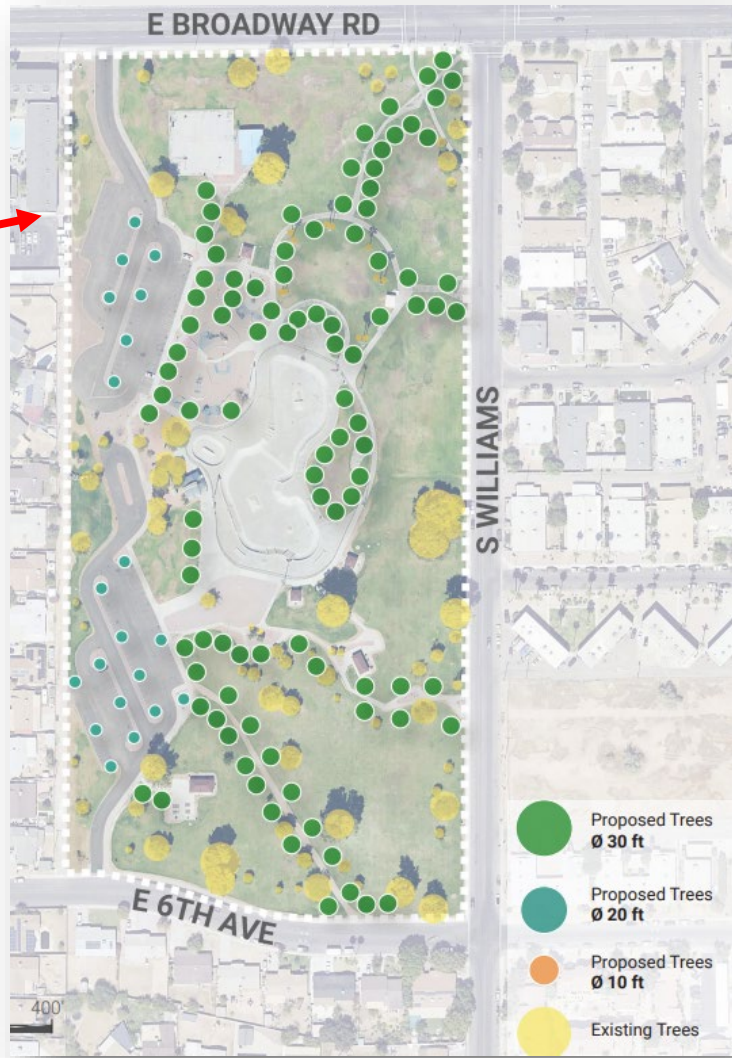 E BROADWAY RD
S WILLIAMS
E 6TH AVE
Proposed Trees
Ø 30 ft
Proposed Trees
Ø 20 ft
Proposed Trees
Ø 10 ft
Existing Trees
400